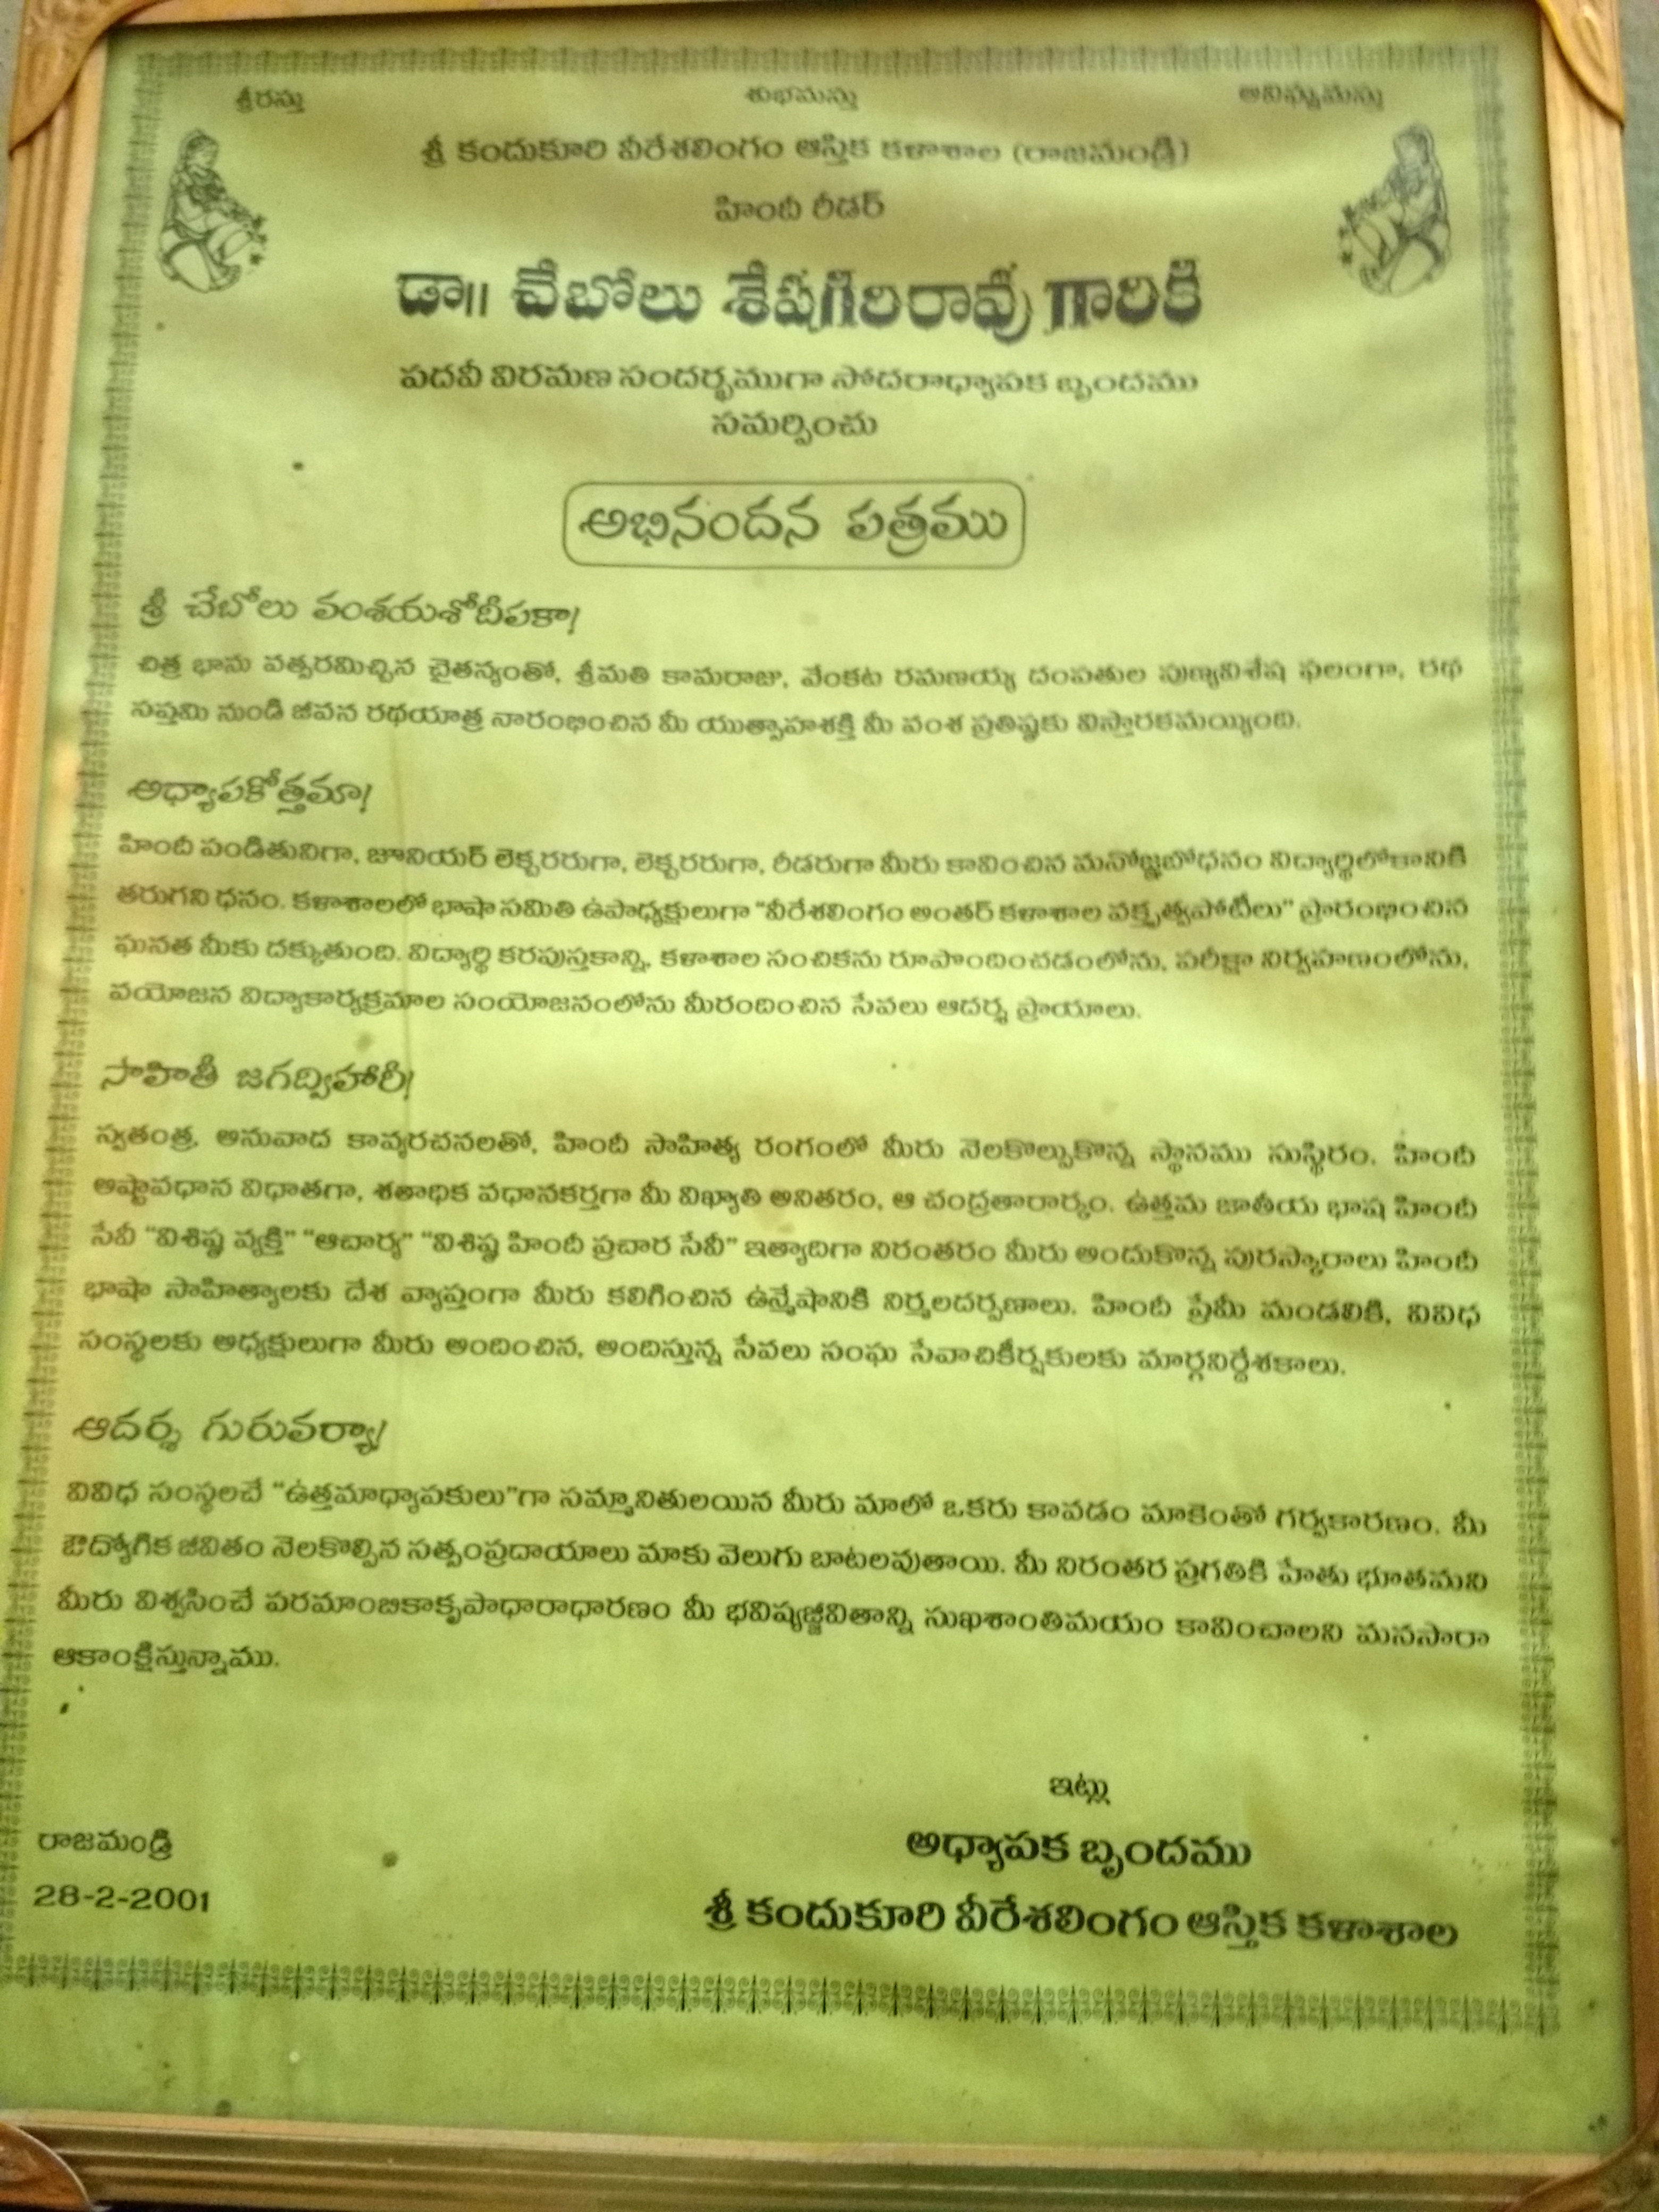 శ్రీరస్తు శుభమస్తు అవిఘ్నమస్తు
శ్రీ కందుకూరి వీరేశలింగం ఆస్తిక కళాశాల (రాజమండ్రి)
హిందీ రీడర్
డా॥ చేబోలు శేషగిరిరావు గారికి
పదవీ విరమణ సందర్భముగా సోదరాధ్యాపక బృందము
సమర్పించు
అభినందన పత్రము
శ్రీ చేబోలు వంశయశోదీపకా!
చిత్ర భాను వత్సరమిచ్చిన చైతన్యంతో, శ్రీమతి కామరాజు, వేంకట రమణయ్య దంపతుల పుణ్యవిశేష ఫలంగా, రథ
సప్తమి నుండి జీవన రథయాత్ర నారంభించిన మీ యుత్సాహశక్తి మీ వంశ ప్రతిష్ఠకు విస్తారకమయ్యింది.
అధ్యాపకోత్తమా!
హిందీ పండితునిగా, జూనియర్ లెక్చరరుగా, లెక్చరరుగా, రీడరుగా మీరు కావించిన మనోజ్ఞబోధనం విద్యార్థిలోకానికి
తరుగని ధనం. కళాశాలలో భాషా సమితి ఉపాధ్యక్షులుగా "వీరేశలింగం అంతర్ కళాశాల వక్తృత్వపోటీలు" ప్రారంభించిన
ఘనత మీకు దక్కుతుంది. విద్యార్థి కరపుస్తకాన్ని, కళాశాల సంచికను రూపొందించడంలోను, పరీక్షా నిర్వహణంలోను,
వయోజన విద్యాకార్యక్రమాల సంయోజనంలోను మీరందించిన సేవలు ఆదర్శ ప్రాయాలు.
సాహితీ జగద్విహారీ!
స్వతంత్ర, అనువాద కావ్యరచనలతో, హిందీ సాహిత్య రంగంలో మీరు నెలకొల్పుకొన్న స్థానము సుస్థిరం. హిందీ
అష్టావధాన విధాతగా, శతాధిక వధానకర్తగా మీ విఖ్యాతి అనితరం, ఆ చంద్రతారార్కం. ఉత్తమ జాతీయ భాష హిందీ
సేవీ "విశిష్ట వ్యక్తి" "ఆచార్య" "విశిష్ట హిందీ ప్రచార సేవీ" ఇత్యాదిగా నిరంతరం మీరు అందుకొన్న పురస్కారాలు హిందీ
భాషా సాహిత్యాలకు దేశ వ్యాప్తంగా మీరు కలిగించిన ఉన్మేషానికి నిర్మలదర్పణాలు. హిందీ ప్రేమీ మండలికి, వివిధ
సంస్థలకు అధ్యక్షులుగా మీరు అందించిన, అందిస్తున్న సేవలు సంఘ సేవాచికీర్షకులకు మార్గనిర్దేశకాలు.
ఆదర్శ గురువర్యా!
వివిధ సంస్థలచే "ఉత్తమాధ్యాపకులు"గా సమ్మానితులయిన మీరు మాలో ఒకరు కావడం మాకెంతో గర్వకారణం. మీ
ఔద్యోగిక జీవితం నెలకొల్పిన సత్సంప్రదాయాలు మాకు వెలుగు బాటలవుతాయి. మీ నిరంతర ప్రగతికి హేతు భూతమని
మీరు విశ్వసించే పరమాంబికాకృపాధారాధారణం మీ భవిష్యజ్జీవితాన్ని సుఖశాంతిమయం కావించాలని మనసారా
ఆకాంక్షిస్తున్నాము.
ఇట్లు
రాజమండ్రి
అధ్యాపక బృందము
28-2-2001
శ్రీ కందుకూరి వీరేశలింగం ఆస్తిక కళాశాల